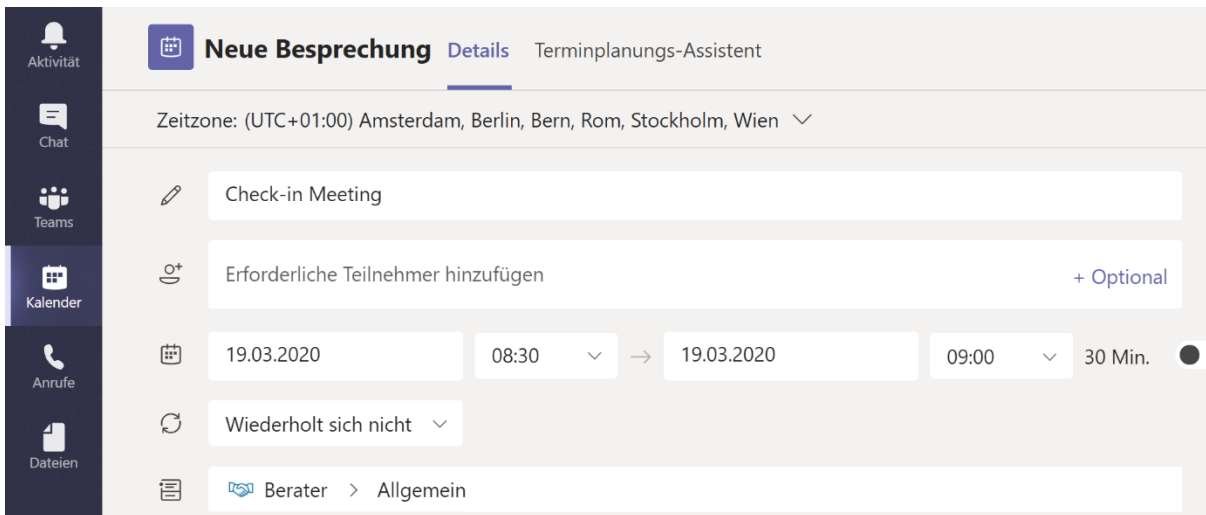 Aktivität
Chat
Teams
Kalender
Anrufe
Dateien
Neue Besprechung Details Terminplanungs-Assistent
Zeitzone: (UTC+01:00) Amsterdam, Berlin, Bern, Rom, Stockholm, Wien
Check-in Meeting
Erforderliche Teilnehmer hinzufügen + Optional
19.03.2020 08:30 → 19.03.2020 09:00 30 Min.
Wiederholt sich nicht
Berater > Allgemein